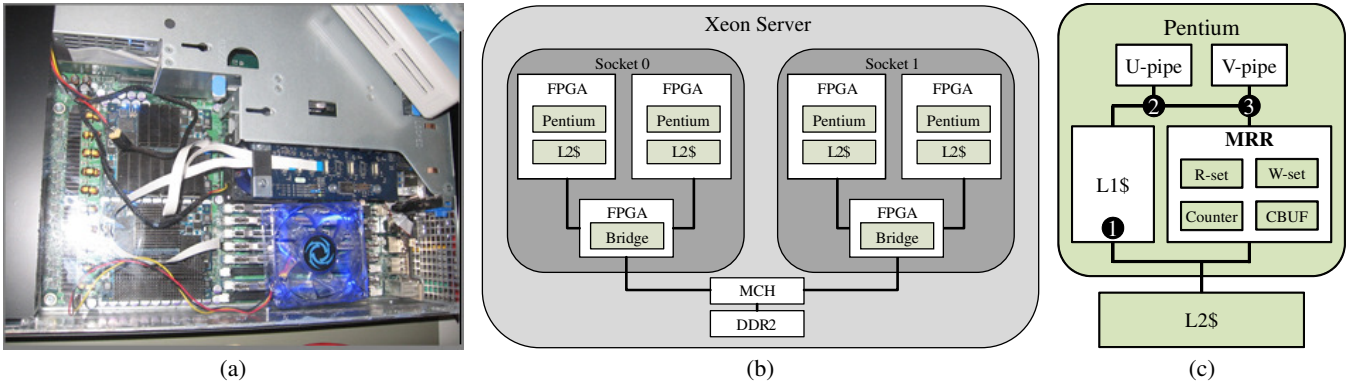 Xeon Server
Socket 0
Socket 1
FPGA
FPGA
FPGA
FPGA
Pentium
Pentium
Pentium
Pentium
L2$
L2$
L2$
L2$
FPGA
FPGA
Bridge
Bridge
MCH
DDR2
Pentium
U-pipe
V-pipe
2
3
MRR
L1$
R-set
W-set
Counter
CBUF
1
L2$
(a)
(b)
(c)